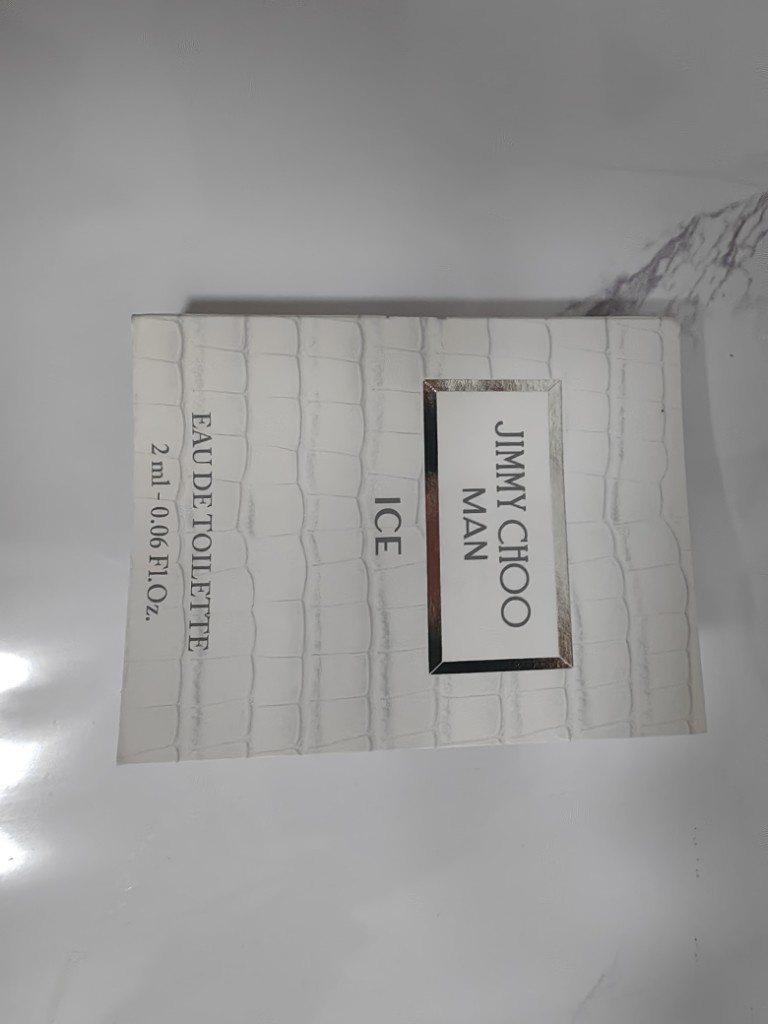 JIMMY CHOO
MAN
ICE
EAU DE TOILETTE
2 ml - 0.06 Fl.Oz.